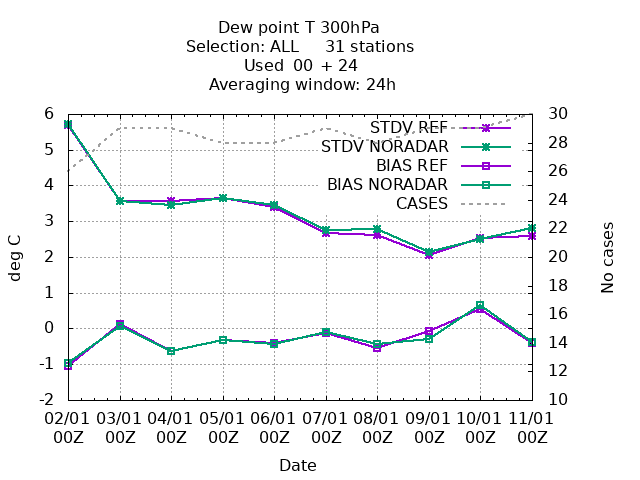 Dew point T 300hPa
Selection: ALL 31 stations
Used 00 + 24
Averaging window: 24h
6 30
STDV REF
28
STDV NORADAR
5
BIAS REF
26
4
BIAS NORADAR
24
CASES
3
22
2 20
deg C
No cases
1
18
16
0
14
-1
12
-2 10
02/01 03/01 04/01 05/01 06/01 07/01 08/01 09/01 10/01 11/01
00Z 00Z 00Z 00Z 00Z 00Z 00Z 00Z 00Z 00Z
Date